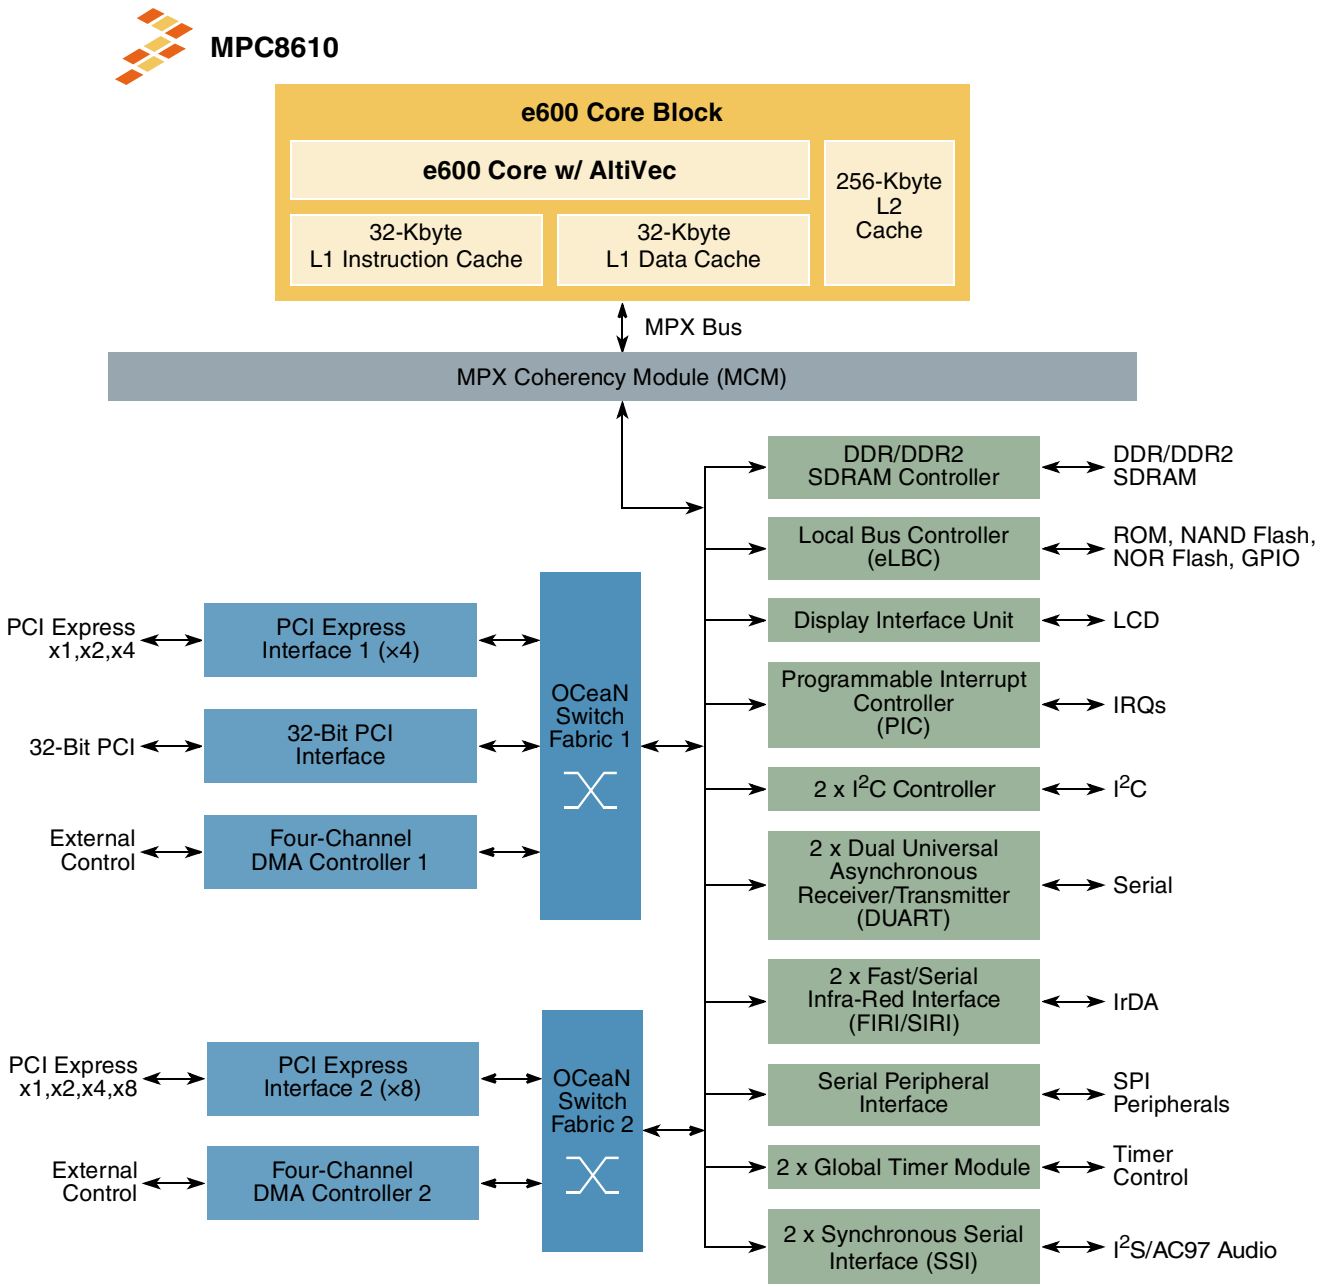 MPC8610
e600 Core Block
e600 Core w/ AltiVec
256-Kbyte
L2
Cache
32-Kbyte
L1 Instruction Cache
32-Kbyte
L1 Data Cache
MPX Bus
MPX Coherency Module (MCM)
DDR/DDR2
SDRAM Controller
DDR/DDR2
SDRAM
Local Bus Controller
(eLBC)
ROM, NAND Flash,
NOR Flash, GPIO
Display Interface Unit
LCD
Programmable Interrupt
Controller
(PIC)
IRQs
2 x I²C Controller
I²C
2 x Dual Universal
Asynchronous
Receiver/Transmitter
(DUART)
Serial
2 x Fast/Serial
Infra-Red Interface
(FIRI/SIRI)
IrDA
Serial Peripheral
Interface
SPI
Peripherals
2 x Global Timer Module
Timer
Control
2 x Synchronous Serial
Interface (SSI)
I²S/AC97 Audio
PCI Express
x1,x2,x4
PCI Express
Interface 1 (×4)
32-Bit PCI
32-Bit PCI
Interface
External
Control
Four-Channel
DMA Controller 1
OCeaN
Switch
Fabric 1
PCI Express
x1,x2,x4,x8
PCI Express
Interface 2 (×8)
External
Control
Four-Channel
DMA Controller 2
OCeaN
Switch
Fabric 2